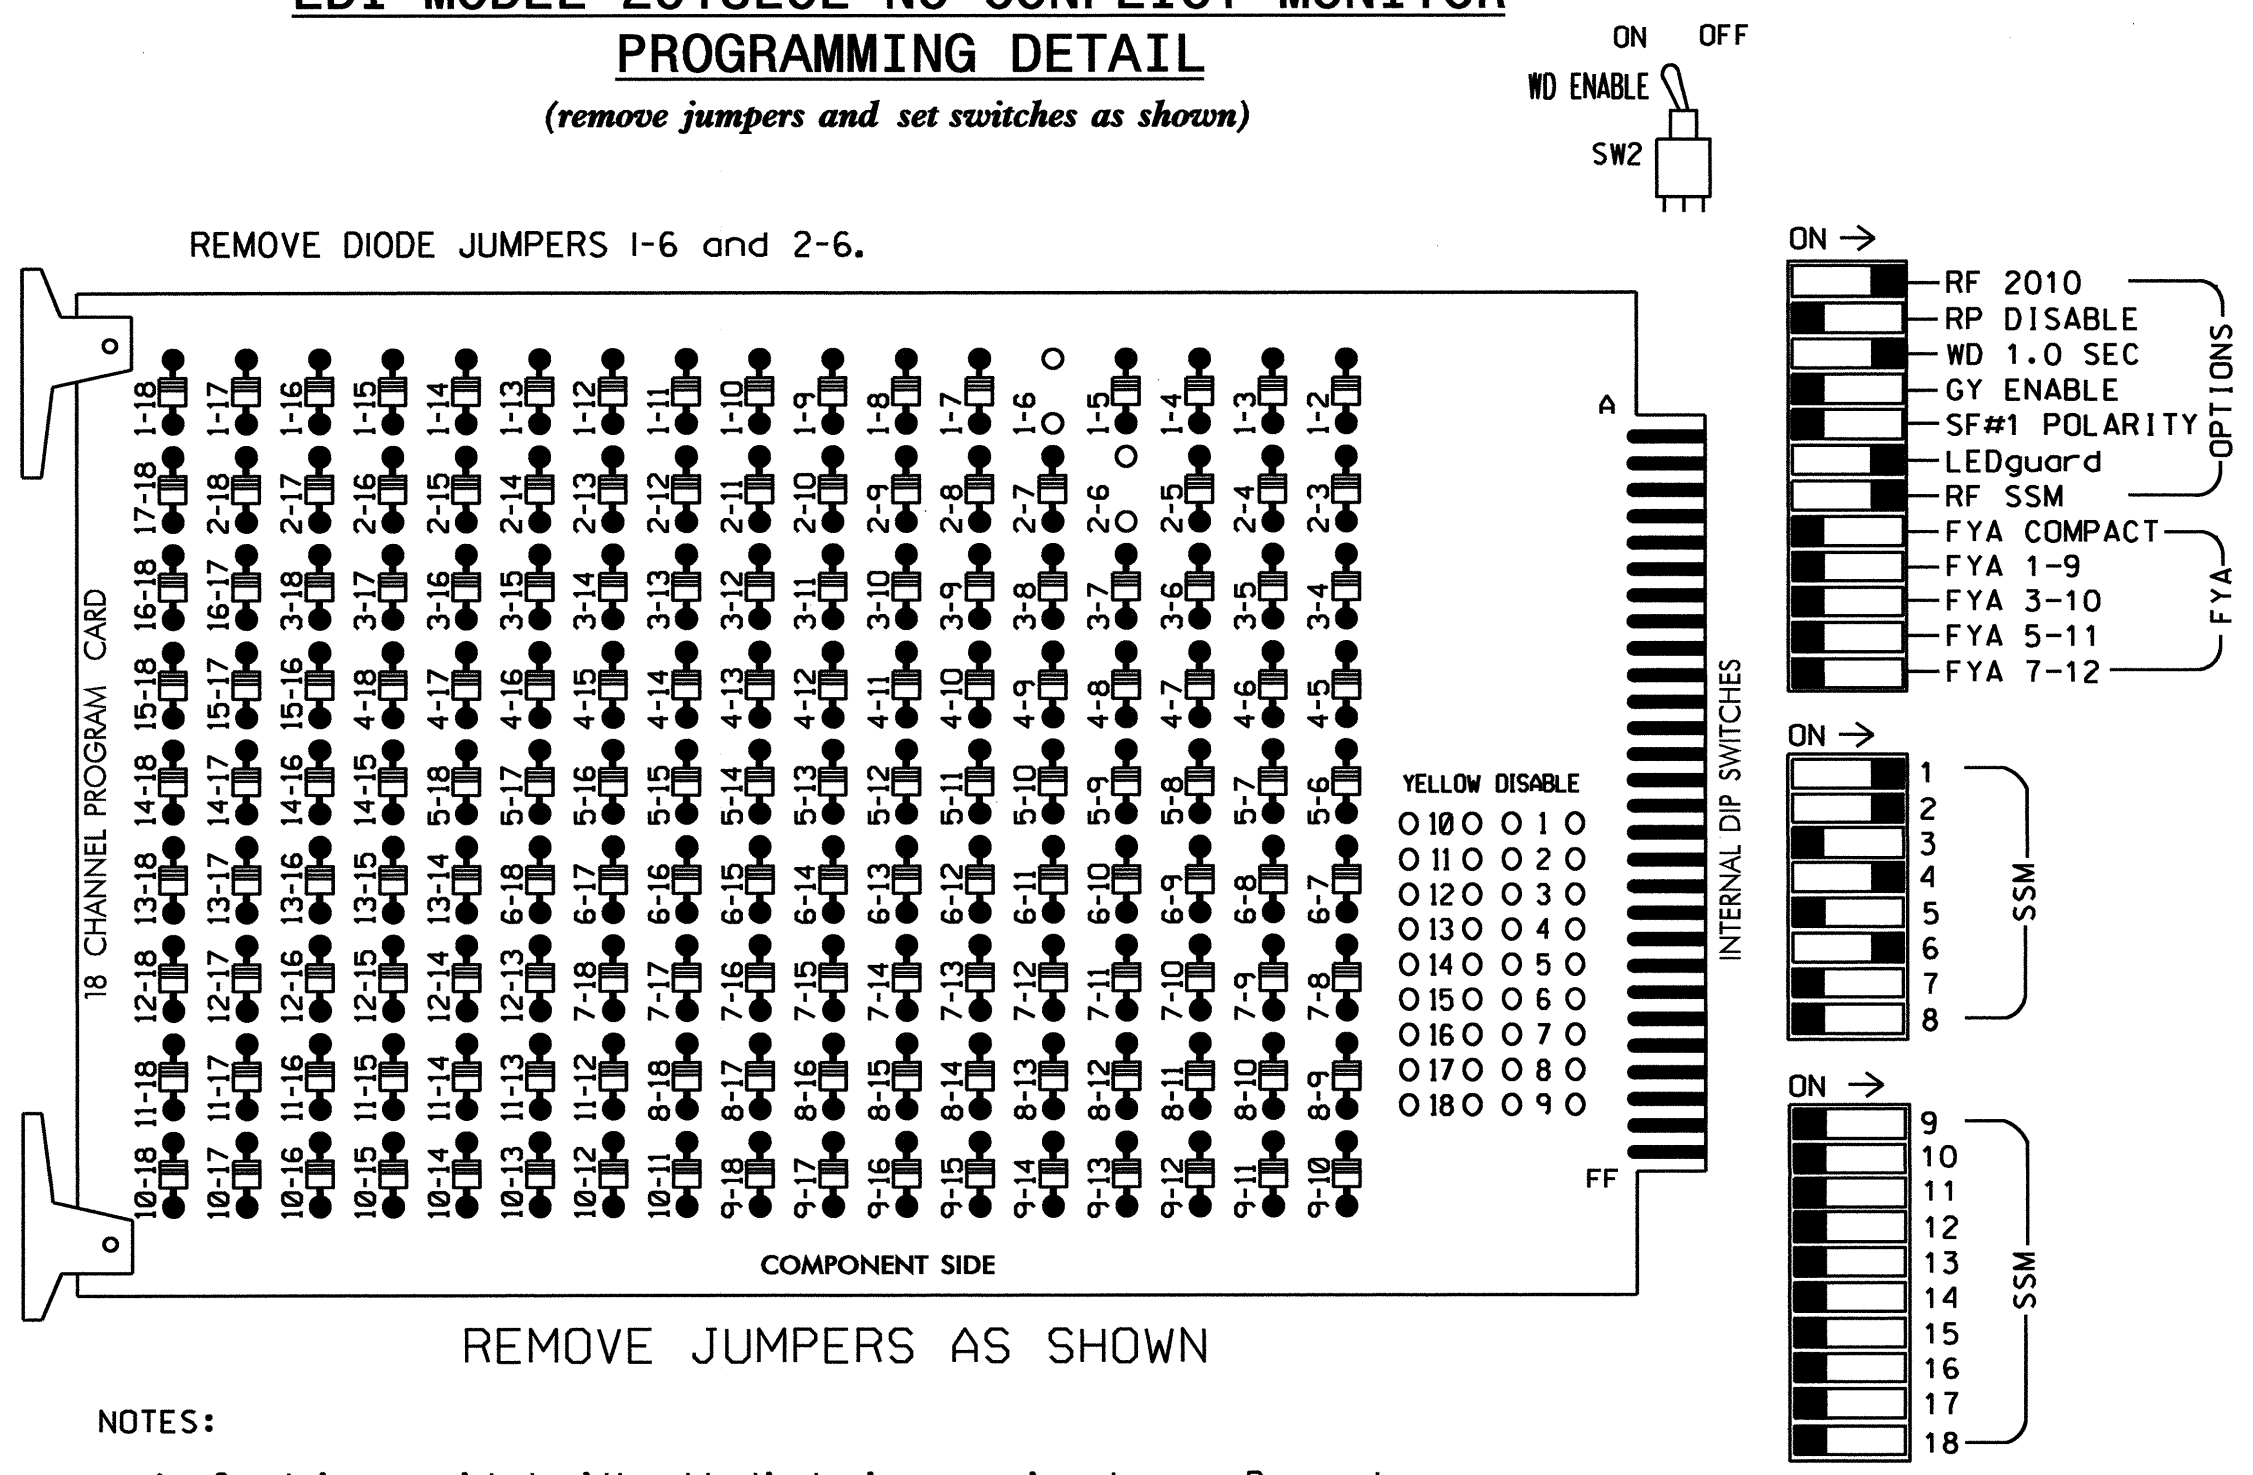 PROGRAMMING DETAIL
(remove jumpers and set switches as shown)
ON OFF
WD ENABLE
SW2
REMOVE DIODE JUMPERS 1-6 and 2-6.
18 CHANNEL PROGRAM CARD
1-18 1-17 1-16 1-15 1-14 1-13 1-12 1-11 1-10 1-9 1-8 1-7 1-6 1-5 1-4 1-3 1-2
17-18 2-18 2-17 2-16 2-15 2-14 2-13 2-12 2-11 2-10 2-9 2-8 2-7 2-6 2-5 2-4 2-3
16-18 16-17 3-18 3-17 3-16 3-15 3-14 3-13 3-12 3-11 3-10 3-9 3-8 3-7 3-6 3-5 3-4
15-18 15-17 15-16 4-18 4-17 4-16 4-15 4-14 4-13 4-12 4-11 4-10 4-9 4-8 4-7 4-6 4-5
14-18 14-17 14-16 14-15 5-18 5-17 5-16 5-15 5-14 5-13 5-12 5-11 5-10 5-9 5-8 5-7 5-6
13-18 13-17 13-16 13-15 13-14 6-18 6-17 6-16 6-15 6-14 6-13 6-12 6-11 6-10 6-9 6-8 6-7
12-18 12-17 12-16 12-15 12-14 12-13 7-18 7-17 7-16 7-15 7-14 7-13 7-12 7-11 7-10 7-9 7-8
11-18 11-17 11-16 11-15 11-14 11-13 11-12 8-18 8-17 8-16 8-15 8-14 8-13 8-12 8-11 8-10 8-9
10-18 10-17 10-16 10-15 10-14 10-13 10-12 10-11 9-18 9-17 9-16 9-15 9-14 9-13 9-12 9-11 9-10
COMPONENT SIDE
YELLOW DISABLE
10 1
11 2
12 3
13 4
14 5
15 6
16 7
17 8
18 9
A
FF
INTERNAL DIP SWITCHES
ON →
RF 2010
RP DISABLE
WD 1.0 SEC
GY ENABLE
SF#1 POLARITY
LEDguard
RF SSM
OPTIONS
FYA COMPACT
FYA 1-9
FYA 3-10
FYA 5-11
FYA 7-12
FYA
ON →
1
2
3
4
5
6
7
8
SSM
ON →
9
10
11
12
13
14
15
16
17
18
SSM
REMOVE JUMPERS AS SHOWN
NOTES: